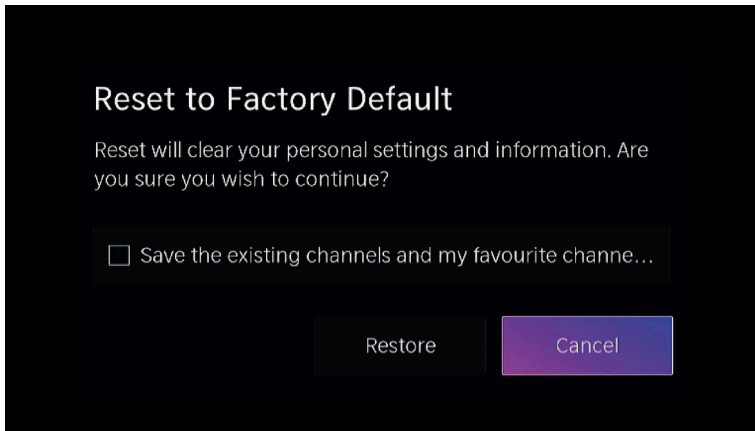 Reset to Factory Default
Reset will clear your personal settings and information. Are
you sure you wish to continue?
Save the existing channels and my favourite channe...
Restore
Cancel